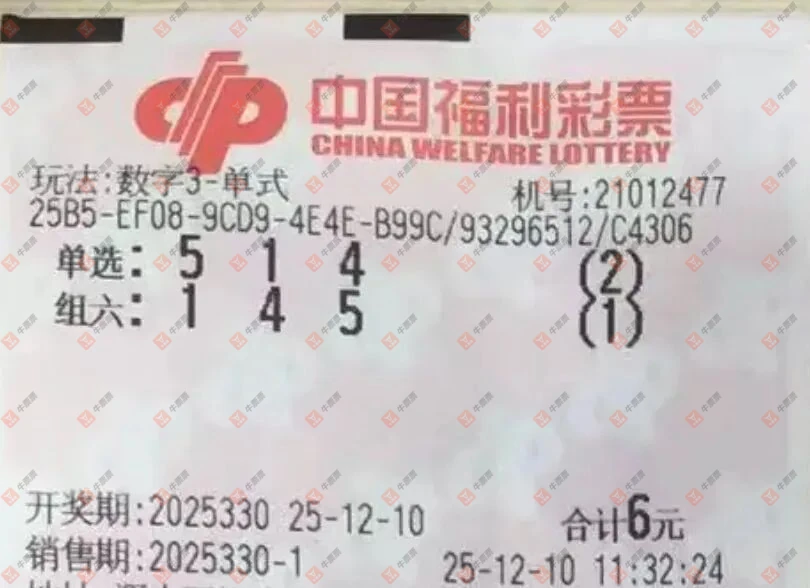 中国福利彩票
CHINA WELFARE LOTTERY
玩法:数字3-单式 机号:21012477
25B5-EF08-9CD9-4E4E-B99C/93296512/C4306
单选: 5 1 4 (2)
组六: 1 4 5 (1)
开奖期:2025330 25-12-10 合计6元
销售期:2025330-1 25-12-10 11:32:24